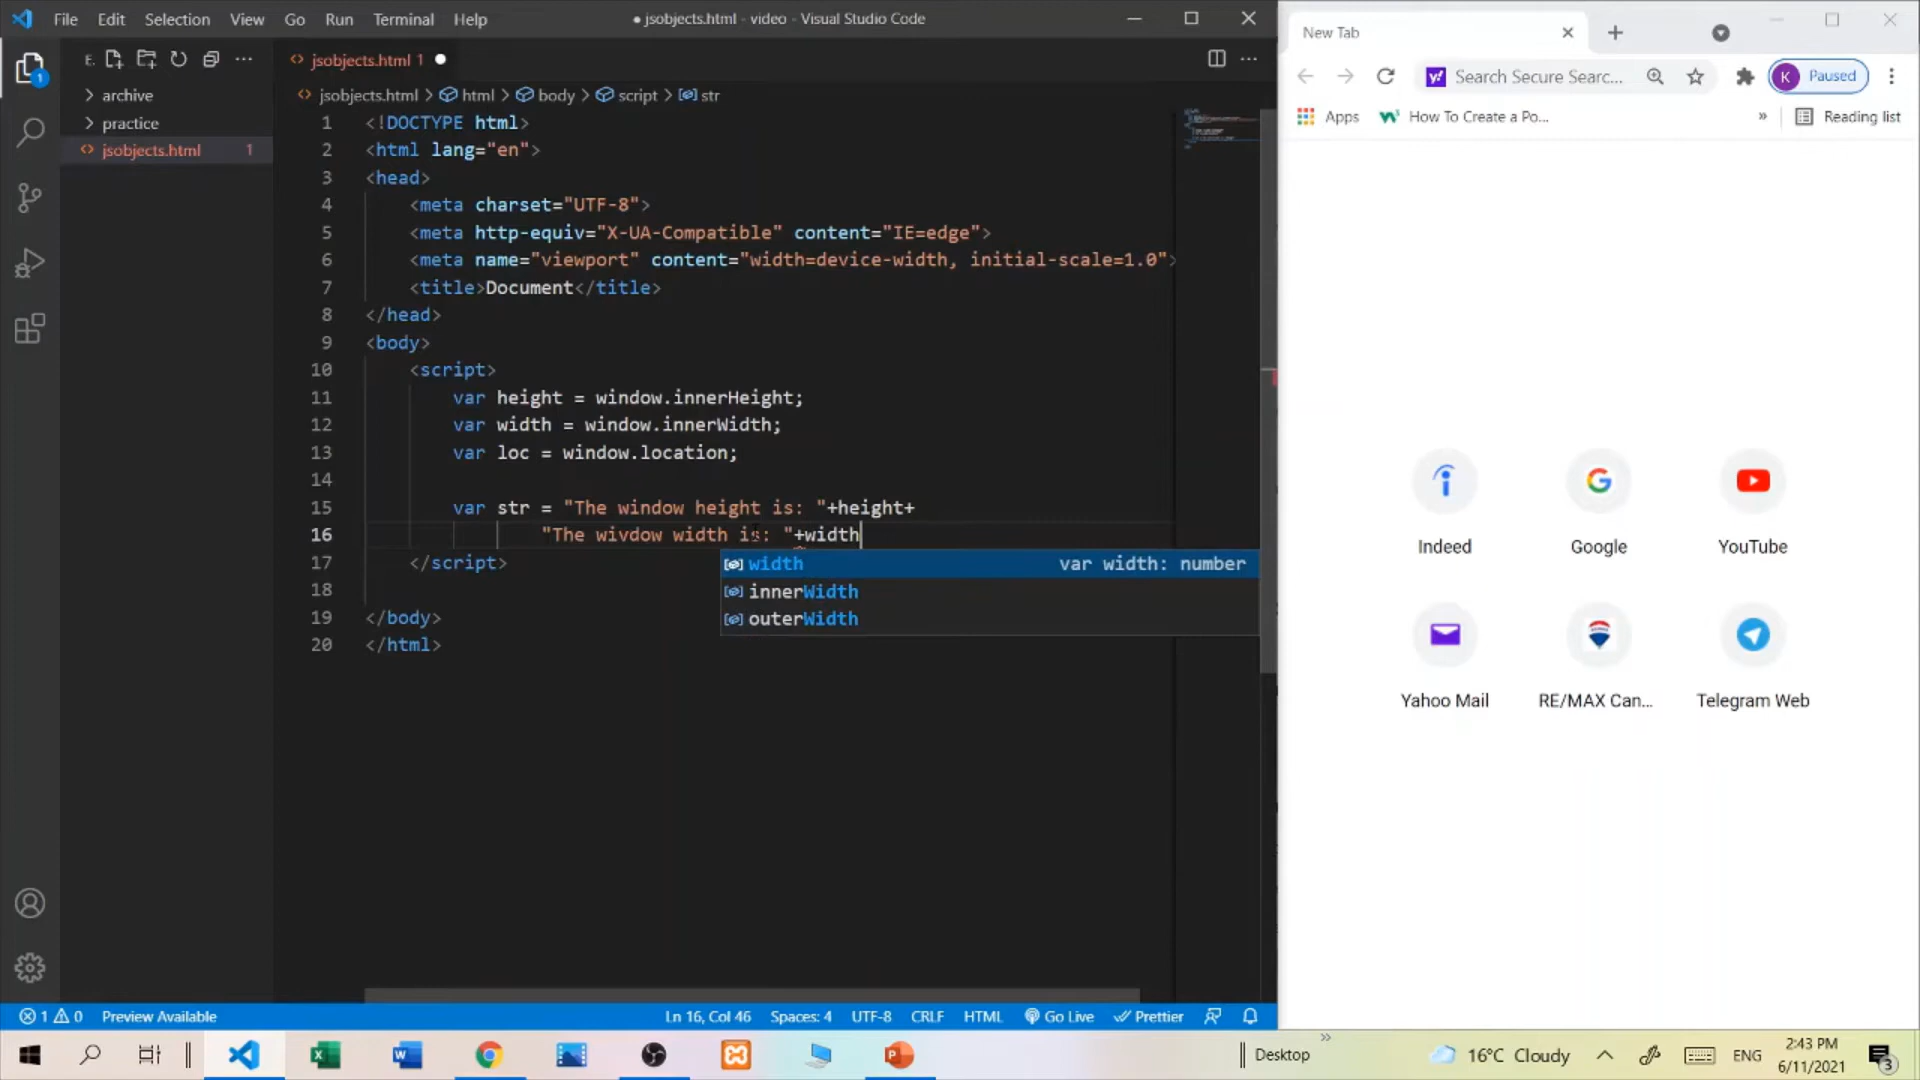 File Edit Selection View Go Run Terminal Help ● jsobjects.html - video - Visual Studio Code
E.
archive
practice
jsobjects.html 1
jsobjects.html 1
jsobjects.html > html > body > script > str
1 <!DOCTYPE html>
2 <html lang="en">
3 <head>
4 <meta charset="UTF-8">
5 <meta http-equiv="X-UA-Compatible" content="IE=edge">
6 <meta name="viewport" content="width=device-width, initial-scale=1.0">
7 <title>Document</title>
8 </head>
9 <body>
10 <script>
11 var height = window.innerHeight;
12 var width = window.innerWidth;
13 var loc = window.location;
14
15 var str = "The window height is: "+height+
16 "The wivdow width is: "+width
17 </script>
18
19 </body>
20 </html>
width var width: number
innerWidth
outerWidth
1 0 Preview Available Ln 16, Col 46 Spaces: 4 UTF-8 CRLF HTML Go Live Prettier
New Tab
Search Secure Searc... K Paused
Apps How To Create a Po... » Reading list
Indeed Google YouTube
Yahoo Mail RE/MAX Can... Telegram Web
Desktop » 16°C Cloudy ENG 2:43 PM
6/11/2021 3